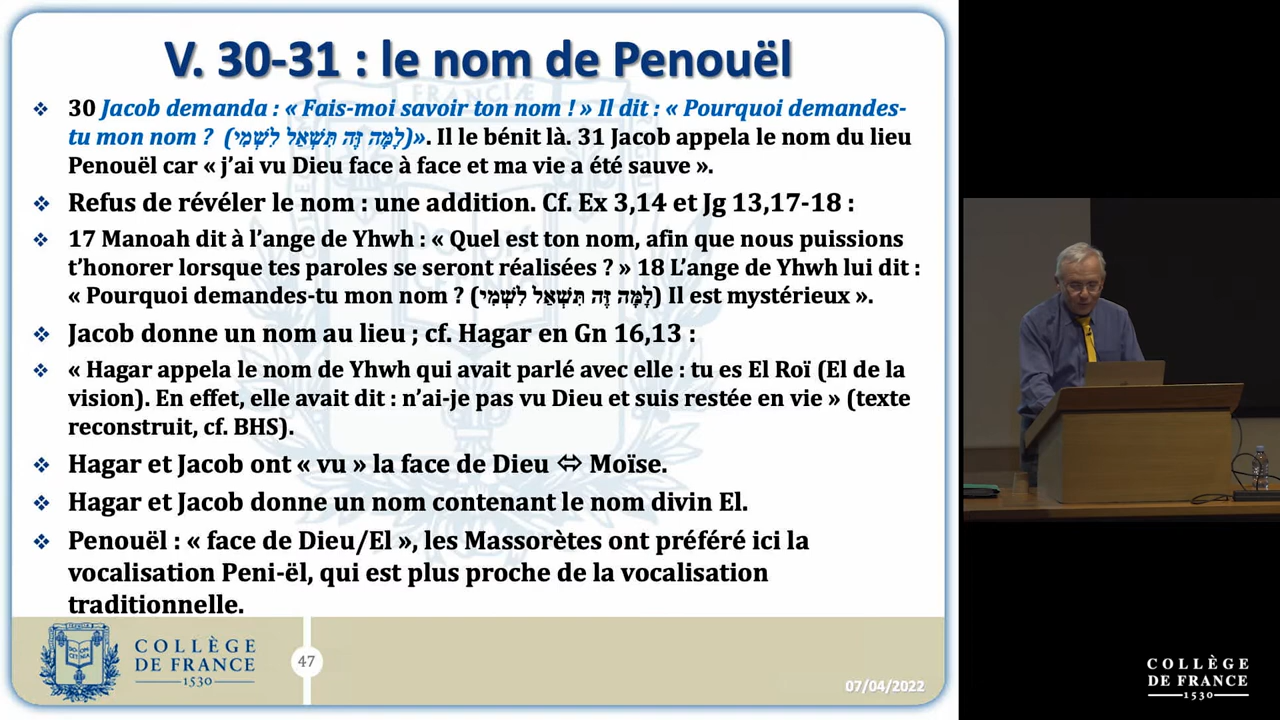 V. 30-31 : le nom de Penouël
❖ 30 Jacob demanda : « Fais-moi savoir ton nom ! » Il dit : « Pourquoi demandes-
tu mon nom ? (לָמָּה זֶּה תִּשְׁאַל לִשְׁמִי)». Il le bénit là. 31 Jacob appela le nom du lieu
Penouël car « j’ai vu Dieu face à face et ma vie a été sauve ».
❖ Refus de révéler le nom : une addition. Cf. Ex 3,14 et Jg 13,17-18 :
❖ 17 Manoah dit à l’ange de Yhwh : « Quel est ton nom, afin que nous puissions
t’honorer lorsque tes paroles se seront réalisées ? » 18 L’ange de Yhwh lui dit :
« Pourquoi demandes-tu mon nom ? (לָמָּה זֶּה תִּשְׁאַל לִשְׁמִי) Il est mystérieux ».
❖ Jacob donne un nom au lieu ; cf. Hagar en Gn 16,13 :
❖ « Hagar appela le nom de Yhwh qui avait parlé avec elle : tu es El Roï (El de la
vision). En effet, elle avait dit : n’ai-je pas vu Dieu et suis restée en vie » (texte
reconstruit, cf. BHS).
❖ Hagar et Jacob ont « vu » la face de Dieu ⇔ Moïse.
❖ Hagar et Jacob donne un nom contenant le nom divin El.
❖ Penouël : « face de Dieu/El », les Massorètes ont préféré ici la
vocalisation Peni-ël, qui est plus proche de la vocalisation
traditionnelle.
COLLÈGE
DE FRANCE
1530
47
07/04/2022
COLLÈGE
DE FRANCE
1530